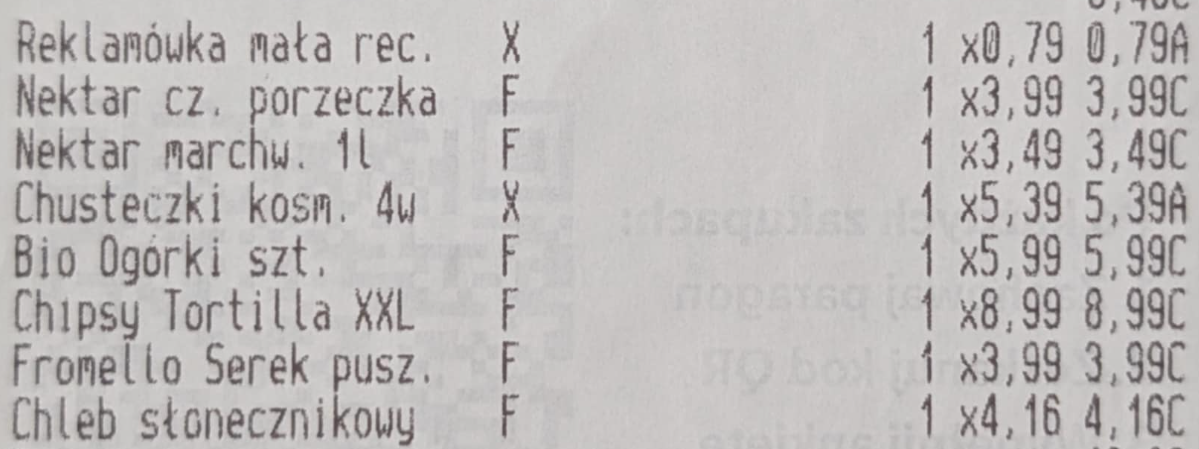 Reklamówka mała rec. X 1 x0,79 0,79A
Nektar cz. porzeczka F 1 x3,99 3,99C
Nektar marchw. 1l F 1 x3,49 3,49C
Chusteczki kosm. 4w X 1 x5,39 5,39A
Bio Ogórki szt. F 1 x5,99 5,99C
Chipsy Tortilla XXL F 1 x8,99 8,99C
Fromello Serek pusz. F 1 x3,99 3,99C
Chleb słonecznikowy F 1 x4,16 4,16C